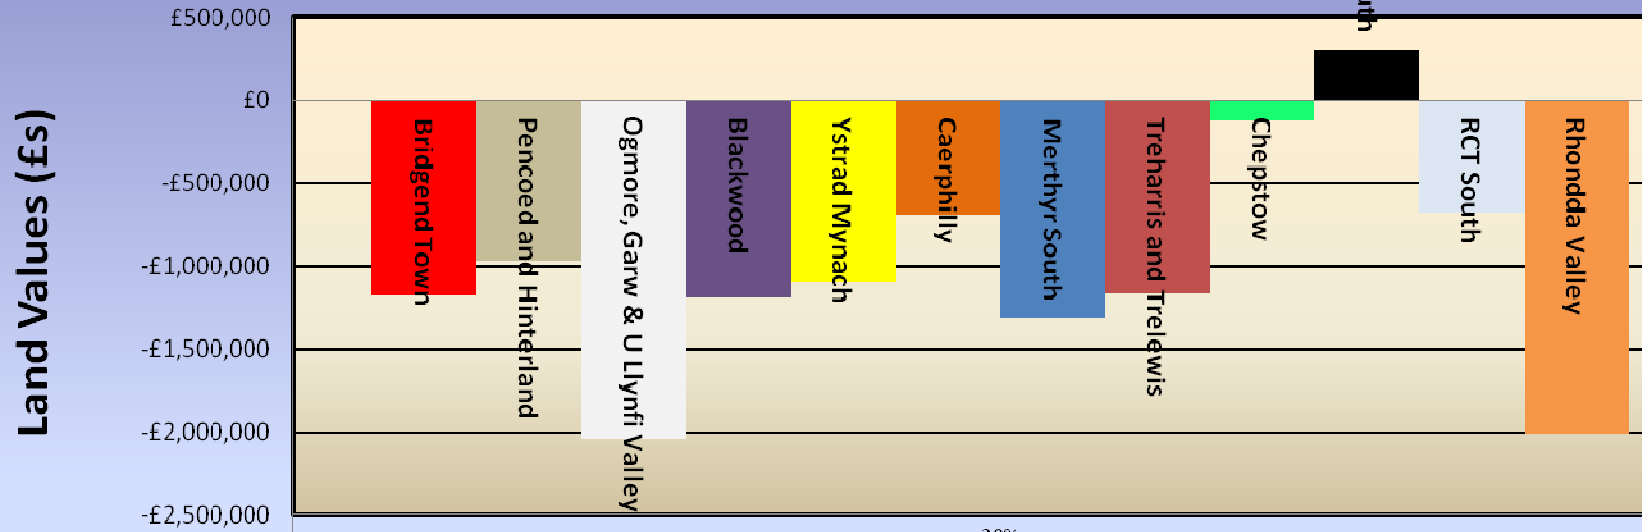 £500,000
£0
-£500,000
-£1,000,000
-£1,500,000
-£2,000,000
-£2,500,000
Land Values (£s)
Bridgend Town
Pencoed and Hinterland
Ogmore, Garw & U Llynfi Valley
Blackwood
Ystrad Mynach
Caerphilly
Merthyr South
Treharris and Trelewis
Chepstow
RCT South
Rhondda Valley